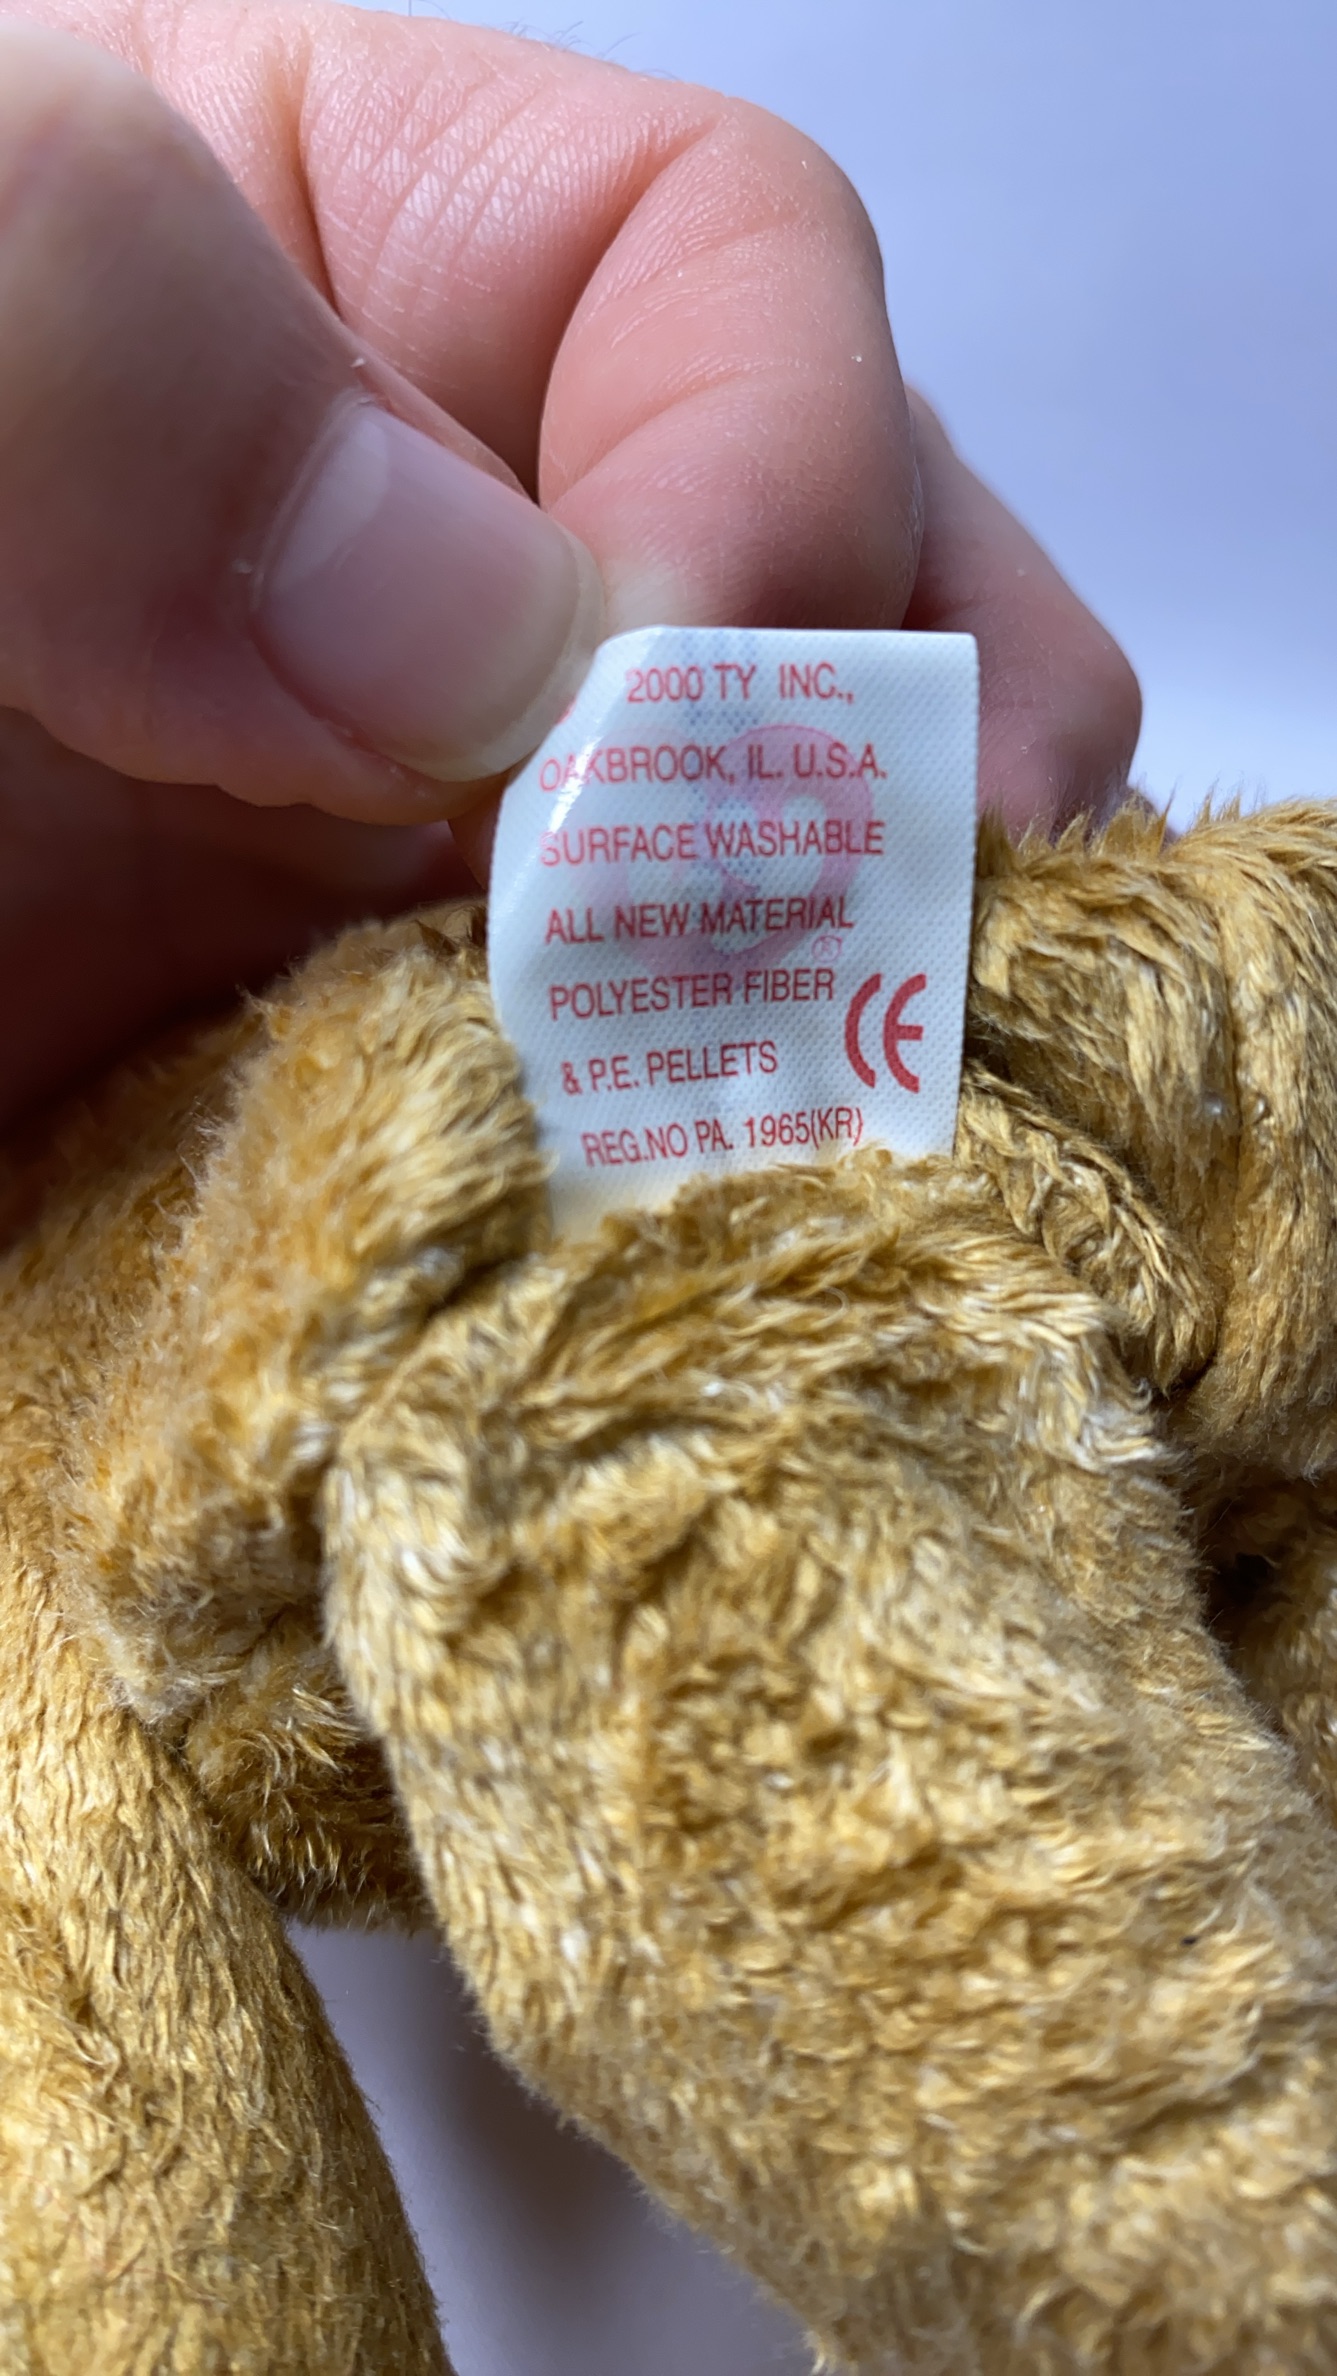 2000 TY INC.,
OAKBROOK, IL. U.S.A.
SURFACE WASHABLE
ALL NEW MATERIAL
®
POLYESTER FIBER
CE
& P.E. PELLETS
REG.NO PA. 1965(KR)